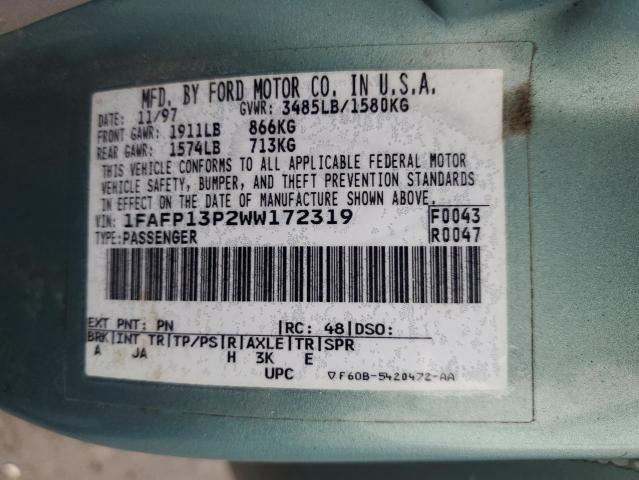 MFD. BY FORD MOTOR CO. IN U.S.A.
DATE: 11/97 GVWR: 3485LB/1580KG
FRONT GAWR: 1911LB 866KG
REAR GAWR: 1574LB 713KG
THIS VEHICLE CONFORMS TO ALL APPLICABLE FEDERAL MOTOR
VEHICLE SAFETY, BUMPER, AND THEFT PREVENTION STANDARDS
IN EFFECT ON THE DATE OF MANUFACTURE SHOWN ABOVE.
VIN: 1FAFP13P2WW172319 F0043
TYPE: PASSENGER R0047
EXT PNT: PN |RC: 48|DSO:
BRK|INT TR|TP/PS|R|AXLE|TR|SPR
A JA H 3K E
UPC ▽F60B-5420472-AA